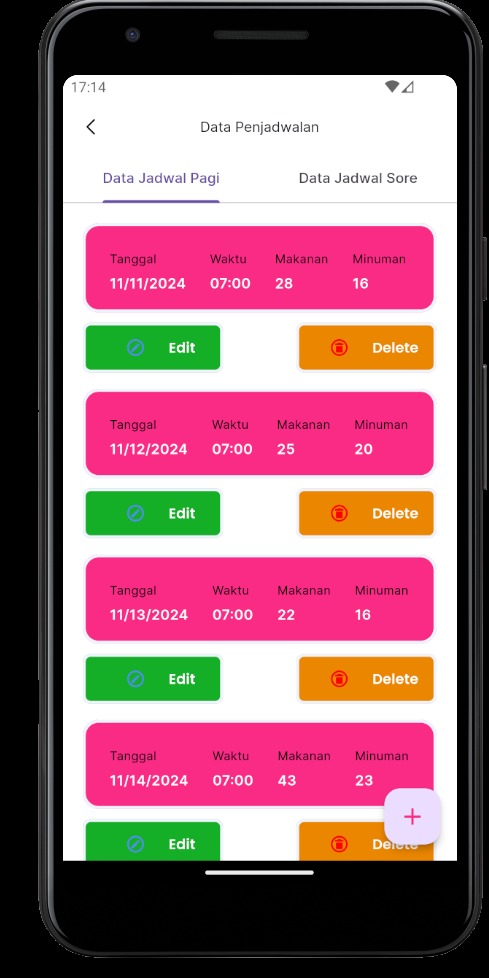 17:14
Data Penjadwalan
Data Jadwal Pagi Data Jadwal Sore
Tanggal Waktu Makanan Minuman
11/11/2024 07:00 28 16
Edit Delete
Tanggal Waktu Makanan Minuman
11/12/2024 07:00 25 20
Edit Delete
Tanggal Waktu Makanan Minuman
11/13/2024 07:00 22 16
Edit Delete
Tanggal Waktu Makanan Minuman
11/14/2024 07:00 43 23
Edit Delete